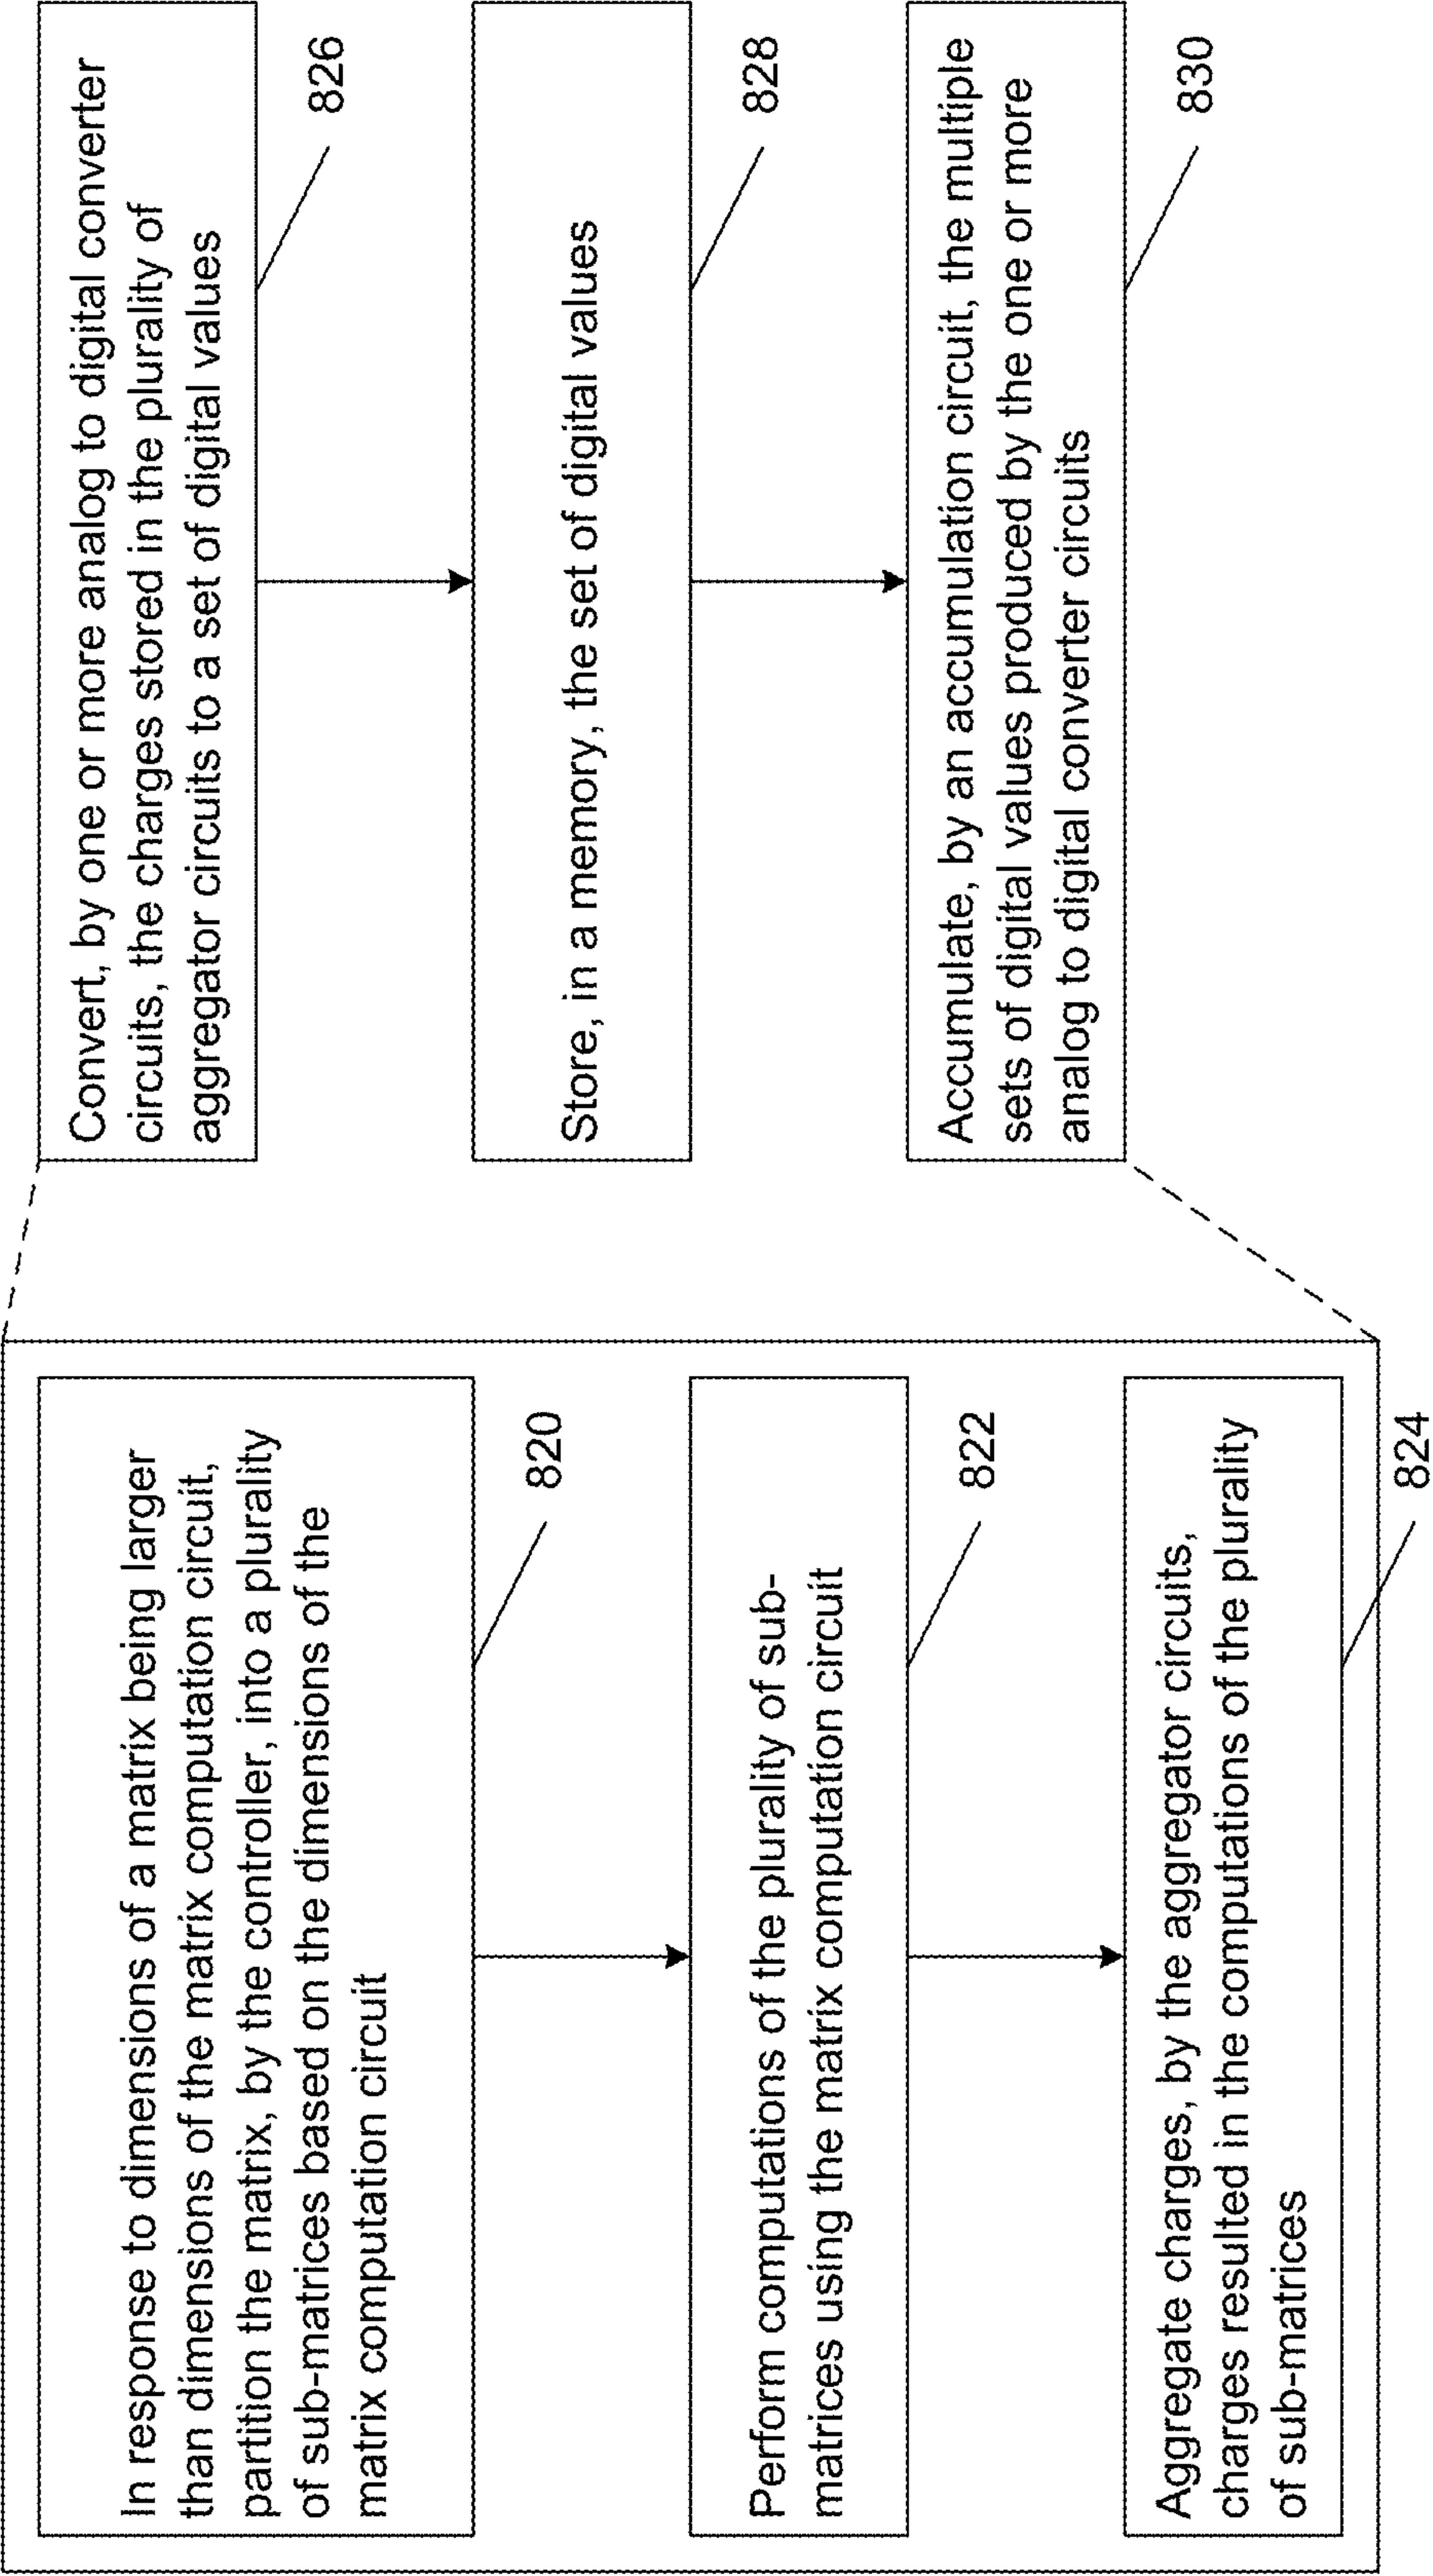 In response to dimensions of a matrix being larger
than dimensions of the matrix computation circuit,
partition the matrix, by the controller, into a plurality
of sub-matrices based on the dimensions of the
matrix computation circuit
820
Perform computations of the plurality of sub-
matrices using the matrix computation circuit
822
Aggregate charges, by the aggregator circuits,
charges resulted in the computations of the plurality
of sub-matrices
824
Convert, by one or more analog to digital converter
circuits, the charges stored in the plurality of
aggregator circuits to a set of digital values
826
Store, in a memory, the set of digital values
828
Accumulate, by an accumulation circuit, the multiple
sets of digital values produced by the one or more
analog to digital converter circuits
830